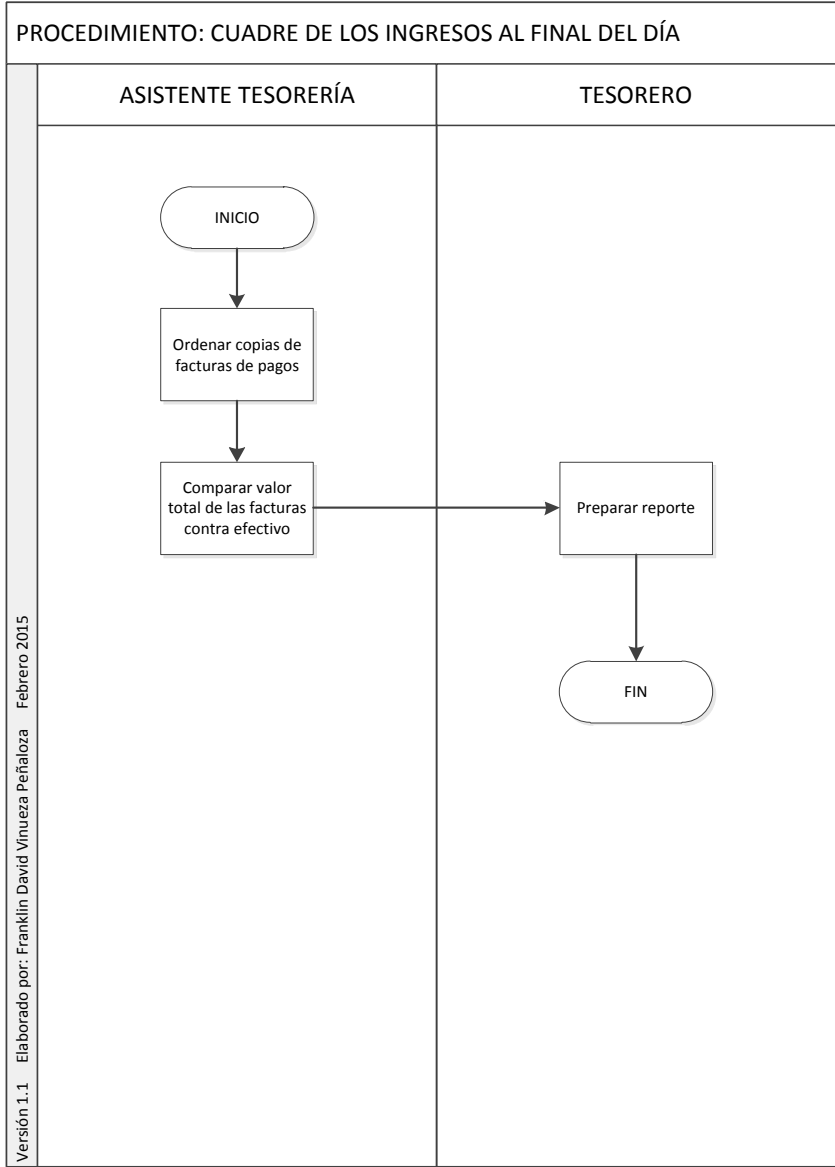 PROCEDIMIENTO: CUADRE DE LOS INGRESOS AL FINAL DEL DÍA
ASISTENTE TESORERÍA
TESORERO
INICIO
Ordenar copias de
facturas de pagos
Comparar valor
total de las facturas
contra efectivo
Preparar reporte
FIN
Versión 1.1 Elaborado por: Franklin David Vinueza Peñaloza Febrero 2015